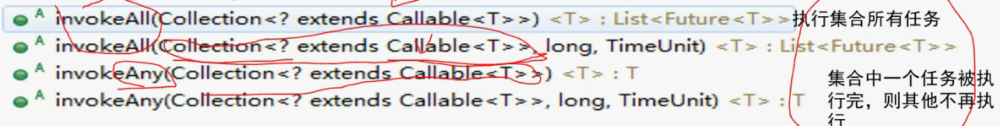 A invokeAll(Collection<? extends Callable<T>>) <T> : List<Future<T>>执行集合所有任务
A invokeAll(Collection<? extends Callable<T>>, long, TimeUnit) <T> : List<Future<T>>
A invokeAny(Collection<? extends Callable<T>>) <T> : T
A invokeAny(Collection<? extends Callable<T>>, long, TimeUnit) <T> : T
集合中一个任务被执
行完，则其他不再执
行